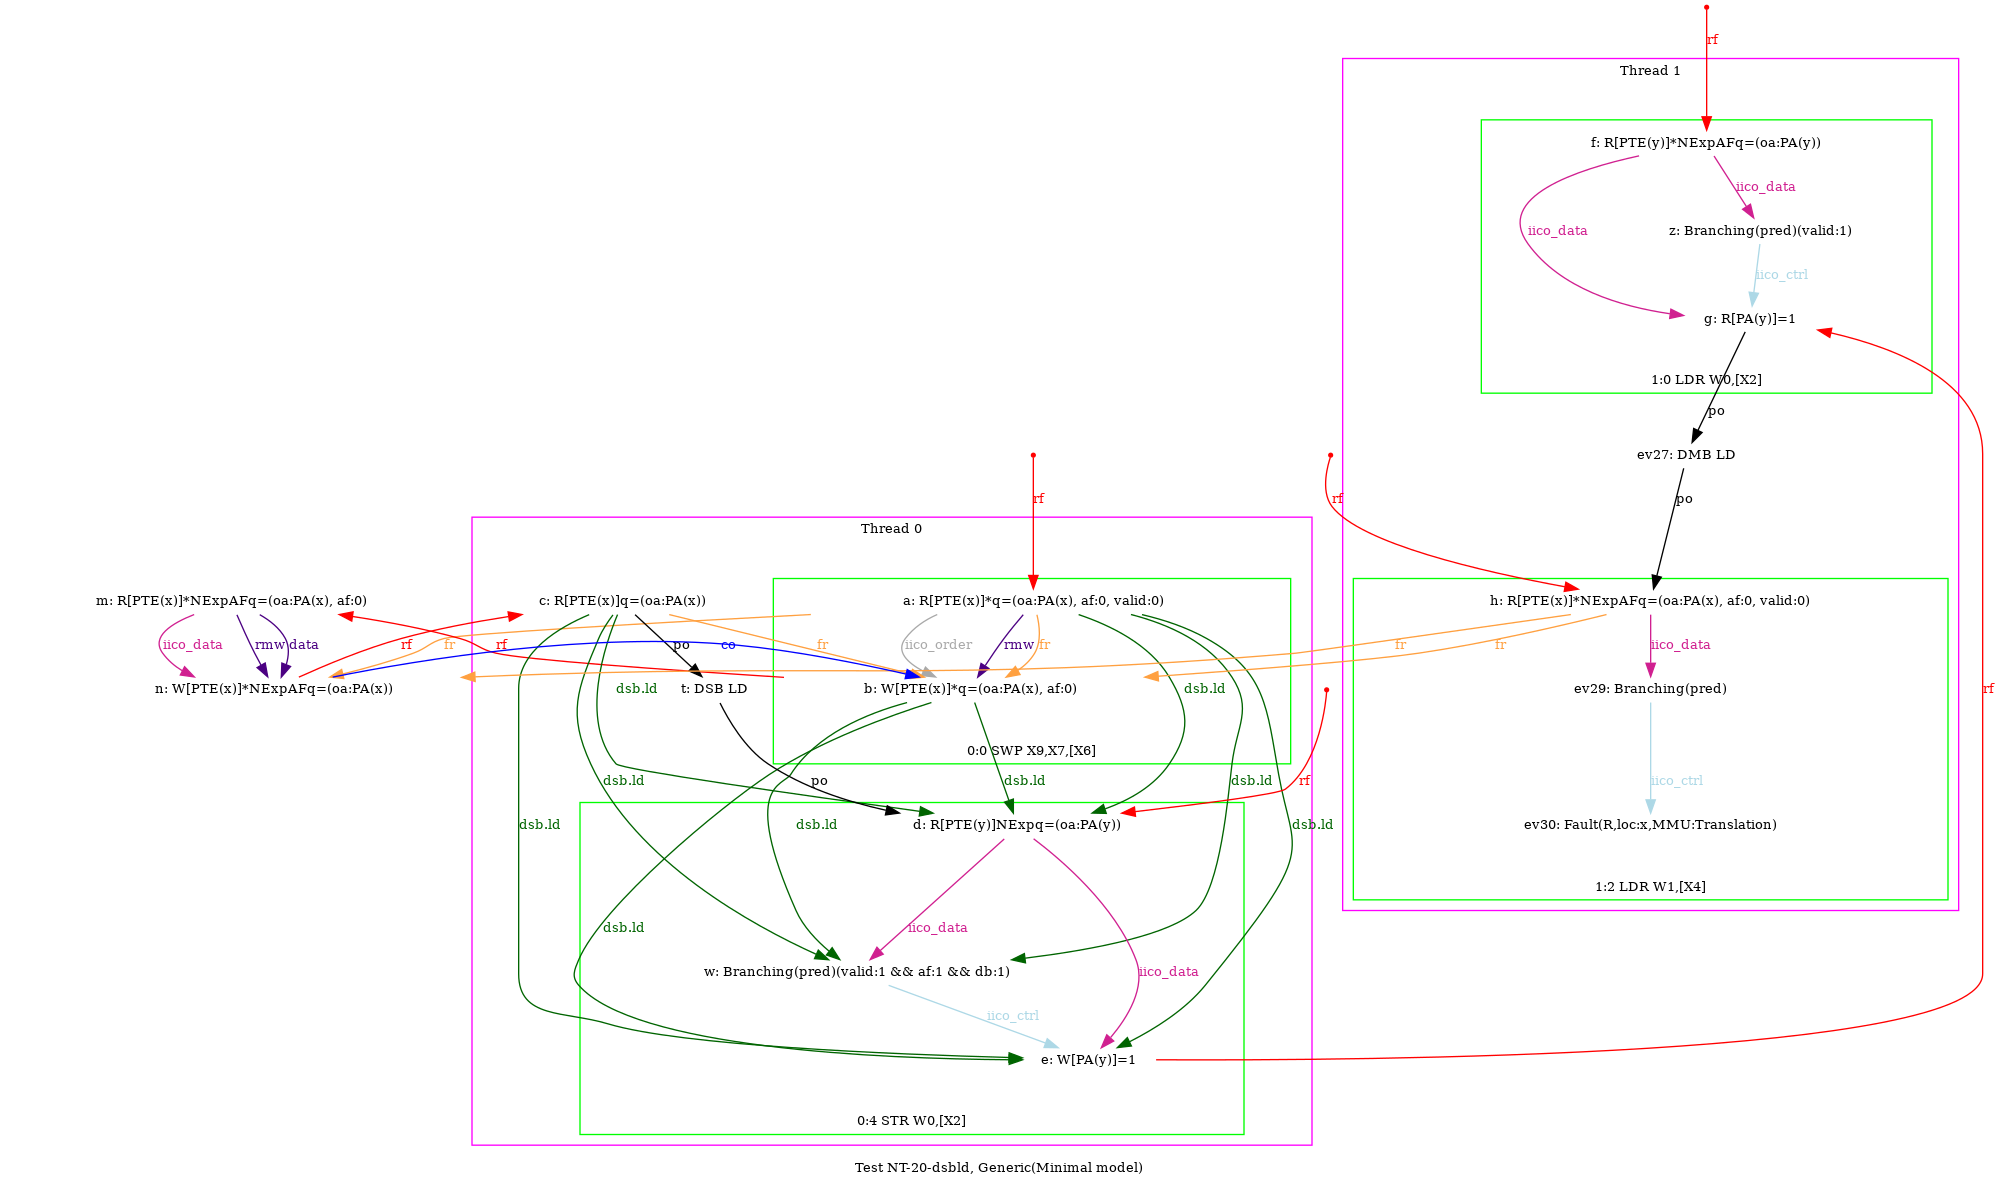 rf
Thread 1
f: R[PTE(y)]*NExpAFq=(oa:PA(y))
iico_data
z: Branching(pred)(valid:1)
iico_data
iico_ctrl
g: R[PA(y)]=1
1:0 LDR W0,[X2]
po
ev27: DMB LD
rf
rf
po
Thread 0
m: R[PTE(x)]*NExpAFq=(oa:PA(x), af:0)
c: R[PTE(x)]q=(oa:PA(x))
a: R[PTE(x)]*q=(oa:PA(x), af:0, valid:0)
h: R[PTE(x)]*NExpAFq=(oa:PA(x), af:0, valid:0)
iico_data
rmw
data
rf
fr
rf
po
co
fr
iico_order
rmw
fr
fr
fr
iico_data
n: W[PTE(x)]*NExpAFq=(oa:PA(x))
dsb.ld
t: DSB LD
b: W[PTE(x)]*q=(oa:PA(x), af:0)
dsb.ld
ev29: Branching(pred)
rf
0:0 SWP X9,X7,[X6]
dsb.ld
po
dsb.ld
dsb.ld
rf
iico_ctrl
dsb.ld
dsb.ld
d: R[PTE(y)]NExpq=(oa:PA(y))
dsb.ld
ev30: Fault(R,loc:x,MMU:Translation)
1:2 LDR W1,[X4]
dsb.ld
iico_data
w: Branching(pred)(valid:1 && af:1 && db:1)
iico_data
iico_ctrl
e: W[PA(y)]=1
0:4 STR W0,[X2]
Test NT-20-dsbld, Generic(Minimal model)